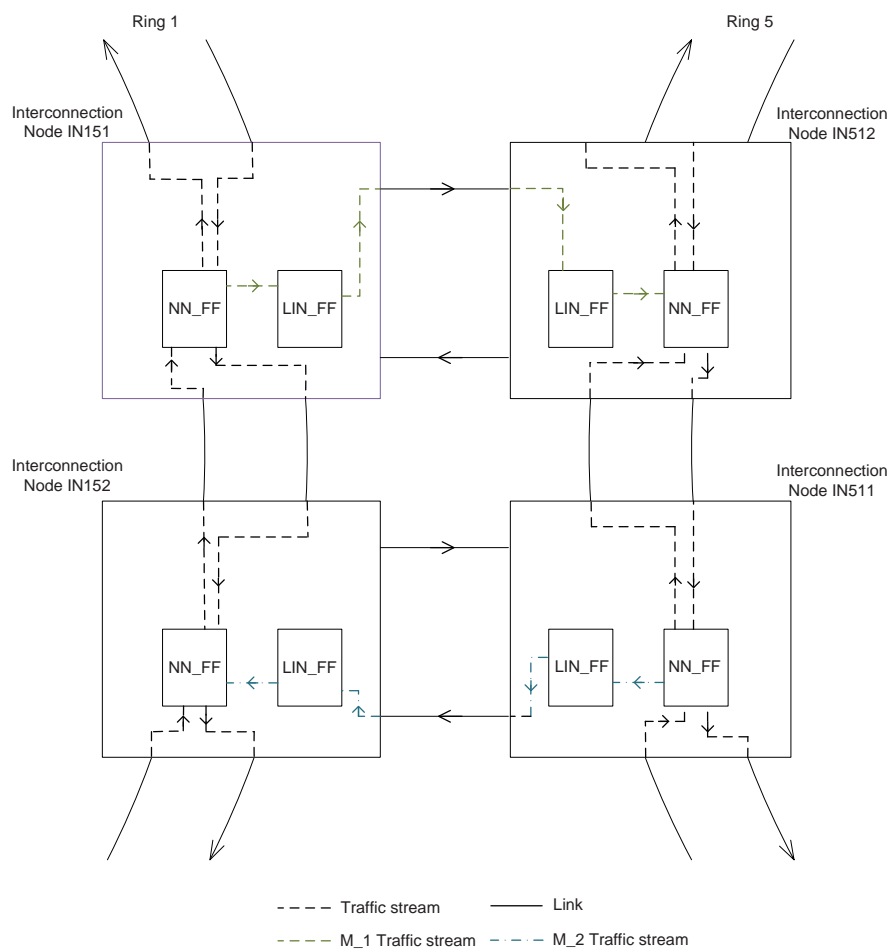 Ring 1
Ring 5
Interconnection
Node IN151
Interconnection
Node IN512
NN_FF
LIN_FF
LIN_FF
NN_FF
Interconnection
Node IN152
Interconnection
Node IN511
NN_FF
LIN_FF
LIN_FF
NN_FF
Traffic stream
Link
M_1 Traffic stream
M_2 Traffic stream